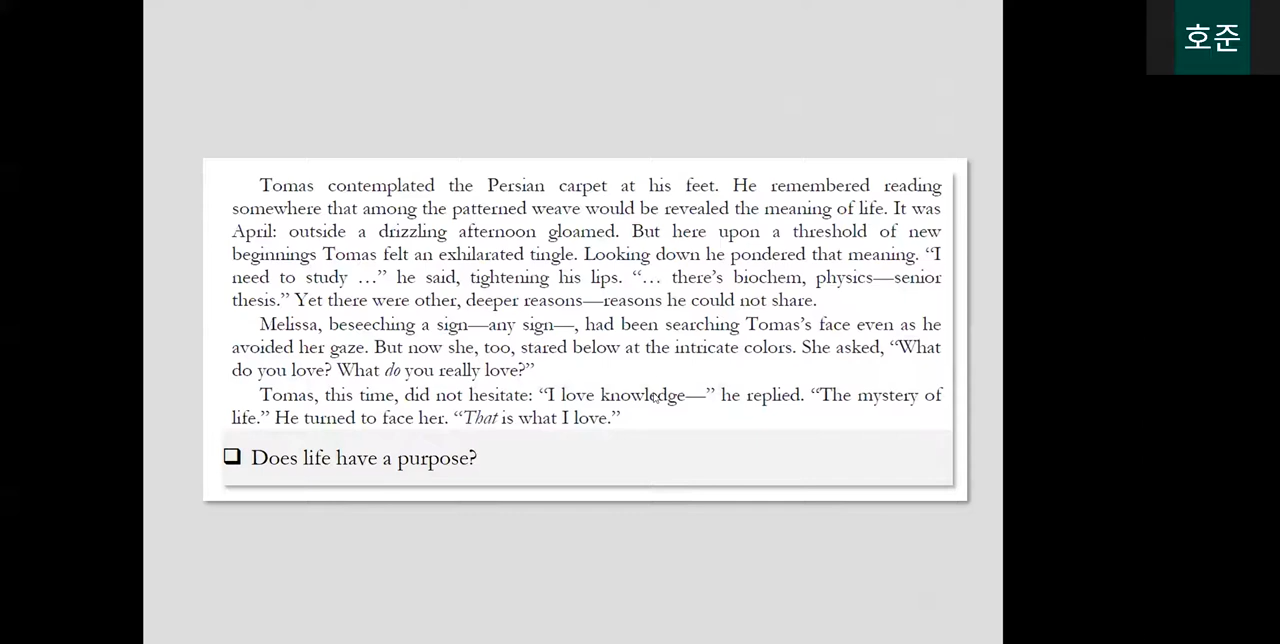 호준
Tomas contemplated the Persian carpet at his feet. He remembered reading
somewhere that among the patterned weave would be revealed the meaning of life. It was
April: outside a drizzling afternoon gloamed. But here upon a threshold of new
beginnings Tomas felt an exhilarated tingle. Looking down he pondered that meaning. “I
need to study …” he said, tightening his lips. “… there’s biochem, physics—senior
thesis.” Yet there were other, deeper reasons—reasons he could not share.
Melissa, beseeching a sign—any sign—, had been searching Tomas’s face even as he
avoided her gaze. But now she, too, stared below at the intricate colors. She asked, “What
do you love? What do you really love?”
Tomas, this time, did not hesitate: “I love knowledge—” he replied. “The mystery of
life.” He turned to face her. “That is what I love.”
❑ Does life have a purpose?